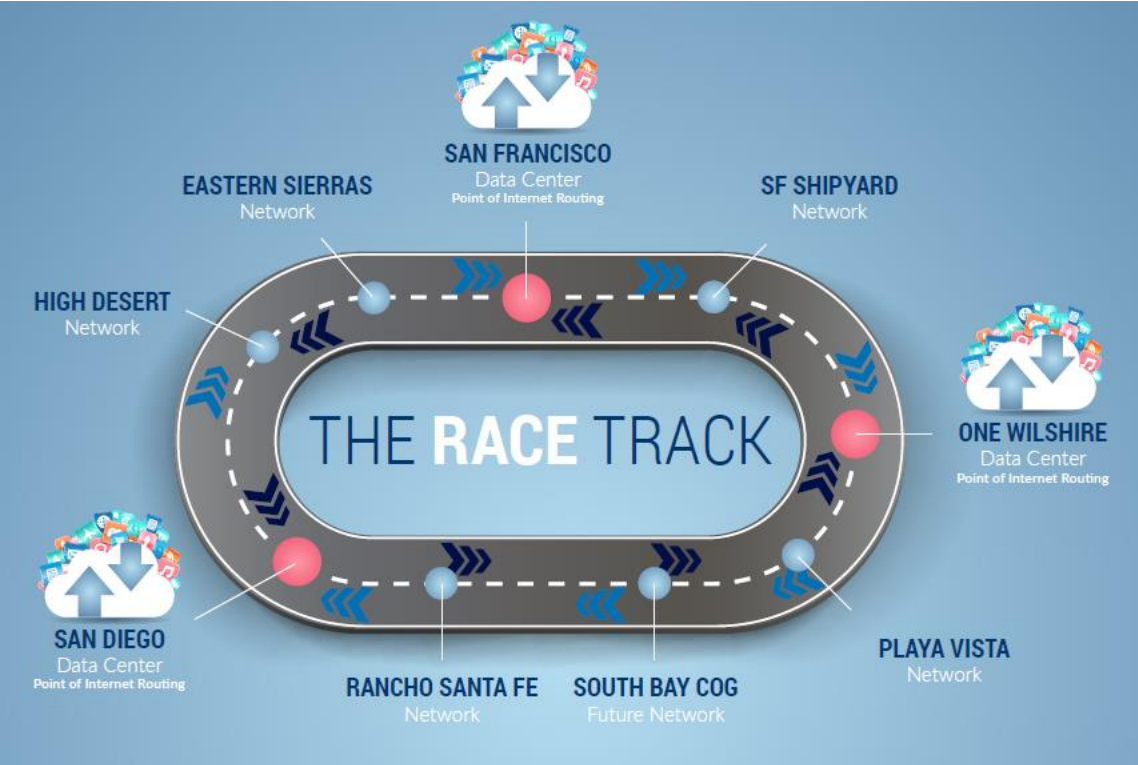 SAN FRANCISCO
Data Center
Point of Internet Routing
EASTERN SIERRAS
Network
SF SHIPYARD
Network
HIGH DESERT
Network
THE RACE TRACK
ONE WILSHIRE
Data Center
Point of Internet Routing
SAN DIEGO
Data Center
Point of Internet Routing
RANCHO SANTA FE
Network
SOUTH BAY COG
Future Network
PLAYA VISTA
Network